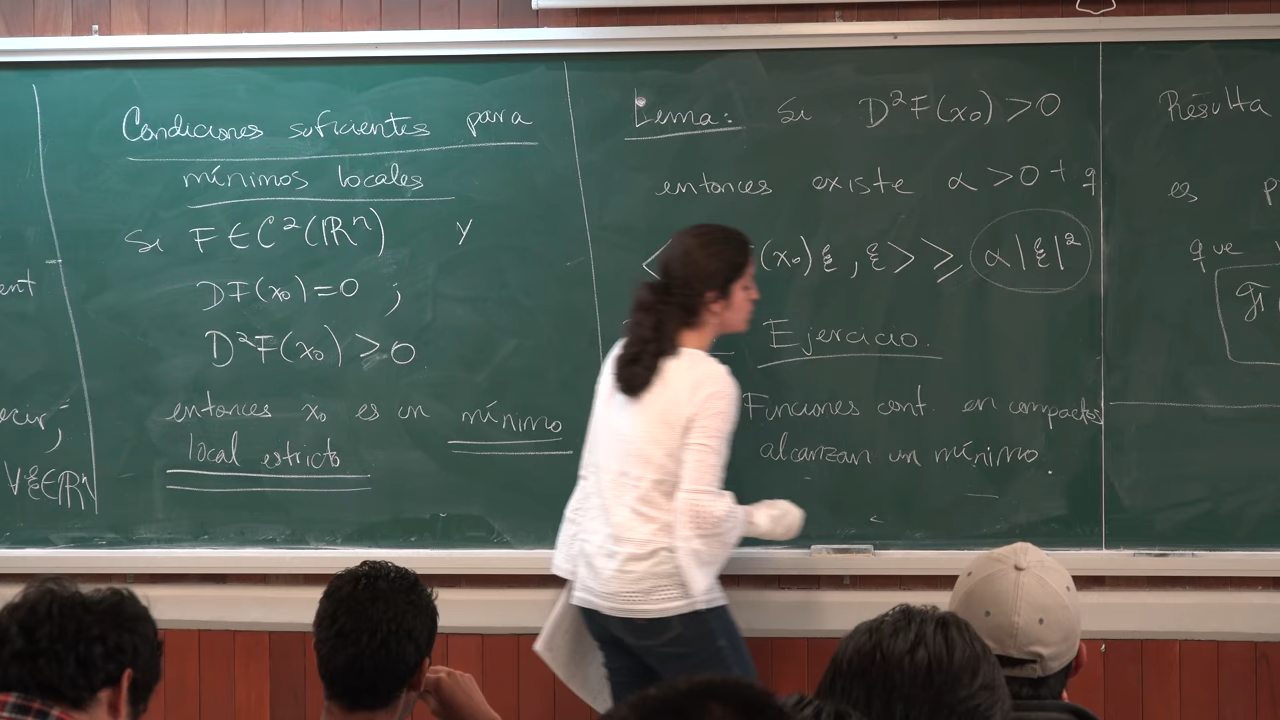 ent
ecir;
∀ξ∈ℝⁿ
Condiciones suficientes para
mínimos locales
Si F∈C²(ℝⁿ) y
DF(x₀)=0 ;
D²F(x₀)>0
entonces x₀ es un mínimo
local estricto
Lema: Si D²F(x₀)>0
entonces existe α>0 t q
< (x₀)ξ,ξ> ≥ α|ξ|²
Ejercicio.
Funciones cont. en compactos
alcanzan un mínimo.
Resulta
es p
que